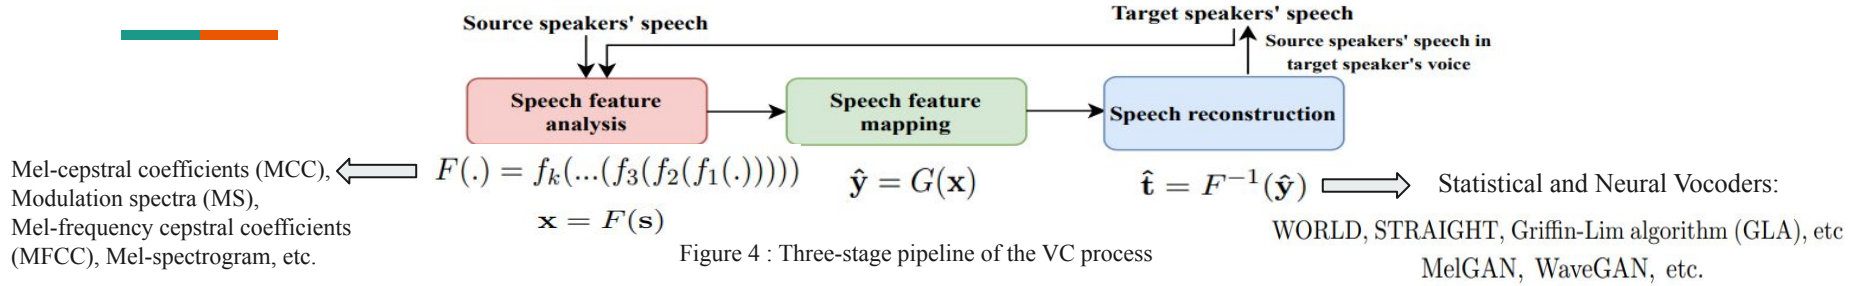 Source speakers' speech
Target speakers' speech
Source speakers' speech in
target speaker's voice
Speech feature
analysis
Speech feature
mapping
Speech reconstruction
Mel-cepstral coefficients (MCC),
Modulation spectra (MS),
Mel-frequency cepstral coefficients
(MFCC), Mel-spectrogram, etc.
F(.) = f_k(...(f_3(f_2(f_1(.)))))
x = F(s)
ŷ = G(x)
t̂ = F⁻¹(ŷ)
Statistical and Neural Vocoders:
WORLD, STRAIGHT, Griffin-Lim algorithm (GLA), etc
MelGAN, WaveGAN, etc.
Figure 4 : Three-stage pipeline of the VC process